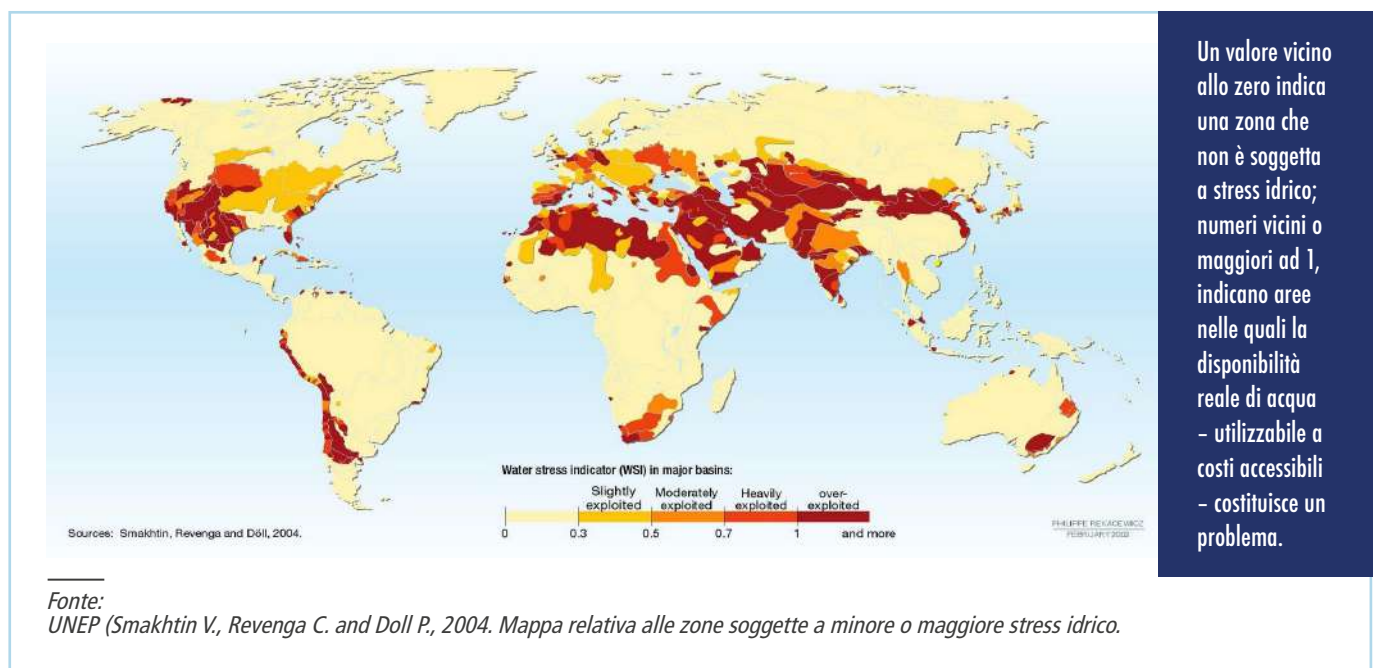 Un valore vicino
allo zero indica
una zona che
non è soggetta
a stress idrico;
numeri vicini o
maggiori ad 1,
indicano aree
nelle quali la
disponibilità
reale di acqua
– utilizzabile a
costi accessibili
– costituisce un
problema.
Water stress indicator (WSI) in major basins:
Slightly exploited
Moderately exploited
Heavily exploited
over-exploited
0 0.3 0.5 0.7 1 and more
Sources: Smakhtin, Revenga and Döll, 2004.
PHILIPPE REKACEWICZ
Fonte:
UNEP (Smakhtin V., Revenga C. and Doll P., 2004. Mappa relativa alle zone soggette a minore o maggiore stress idrico.